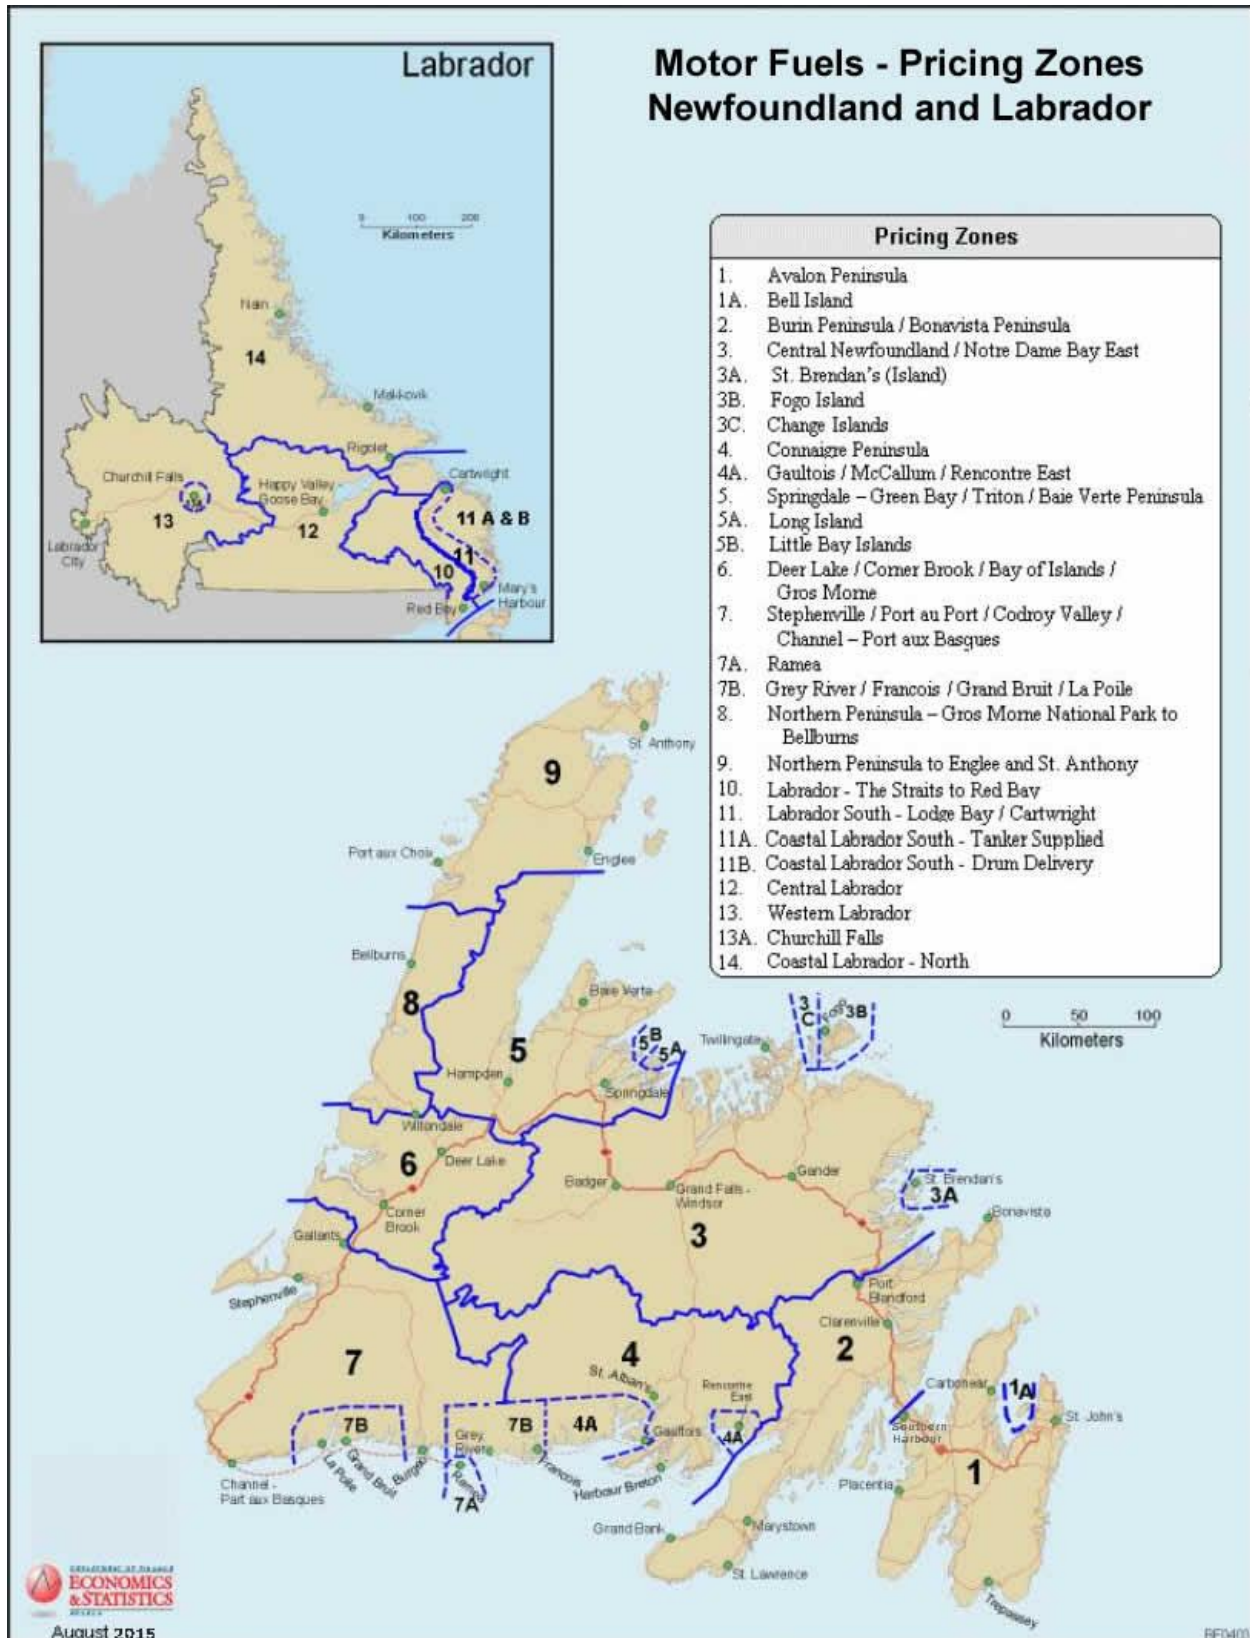 Labrador
Motor Fuels - Pricing Zones
Newfoundland and Labrador
0 100 200
Kilometers
Nain
14
Makkovik
Rigolet
Cartwright
Churchill Falls
Happy Valley -
Goose Bay
13
12
11 A & B
11
10
Labrador
City
Mary's
Harbour
Red Bay
Pricing Zones
1. Avalon Peninsula
1A. Bell Island
2. Burin Peninsula / Bonavista Peninsula
3. Central Newfoundland / Notre Dame Bay East
3A. St. Brendan's (Island)
3B. Fogo Island
3C. Change Islands
4. Connaigre Peninsula
4A. Gaultois / McCallum / Rencontre East
5. Springdale – Green Bay / Triton / Baie Verte Peninsula
5A. Long Island
5B. Little Bay Islands
6. Deer Lake / Corner Brook / Bay of Islands /
Gros Morne
7. Stephenville / Port au Port / Codroy Valley /
Channel – Port aux Basques
7A. Ramea
7B. Grey River / Francois / Grand Bruit / La Poile
8. Northern Peninsula – Gros Morne National Park to
Bellburns
9. Northern Peninsula to Englee and St. Anthony
10. Labrador - The Straits to Red Bay
11. Labrador South - Lodge Bay / Cartwright
11A. Coastal Labrador South - Tanker Supplied
11B. Coastal Labrador South - Drum Delivery
12. Central Labrador
13. Western Labrador
13A. Churchill Falls
14. Coastal Labrador - North
0 50 100
Kilometers
St. Anthony
9
Port aux Choix
Englee
Bellburns
8
Baie Verte
5
5B
5A
Twillingate
3
C
Fogo
3B
Hampden
Springdale
Wiltondale
6
Deer Lake
Badger
Grand Falls -
Windsor
Gander
St. Brendan's
3A
Bonavista
Corner
Brook
3
Gallants
Stephenville
Port
Blandford
Clarenville
7
4
2
St. Alban's
Rencontre
East
Carbonear
1A
St. John's
7B
7B
4A
4A
Gaultois
Southern
Harbour
Grey
River
Francois
La Poile
Grand Bruit
Burgeo
Ramea
7A
Harbour Breton
Channel -
Part aux Basques
Placentia
1
Grand Bank
Marystown
St. Lawrence
Trepassey
DEPARTMENT OF FINANCE
ECONOMICS
& STATISTICS
August 2015